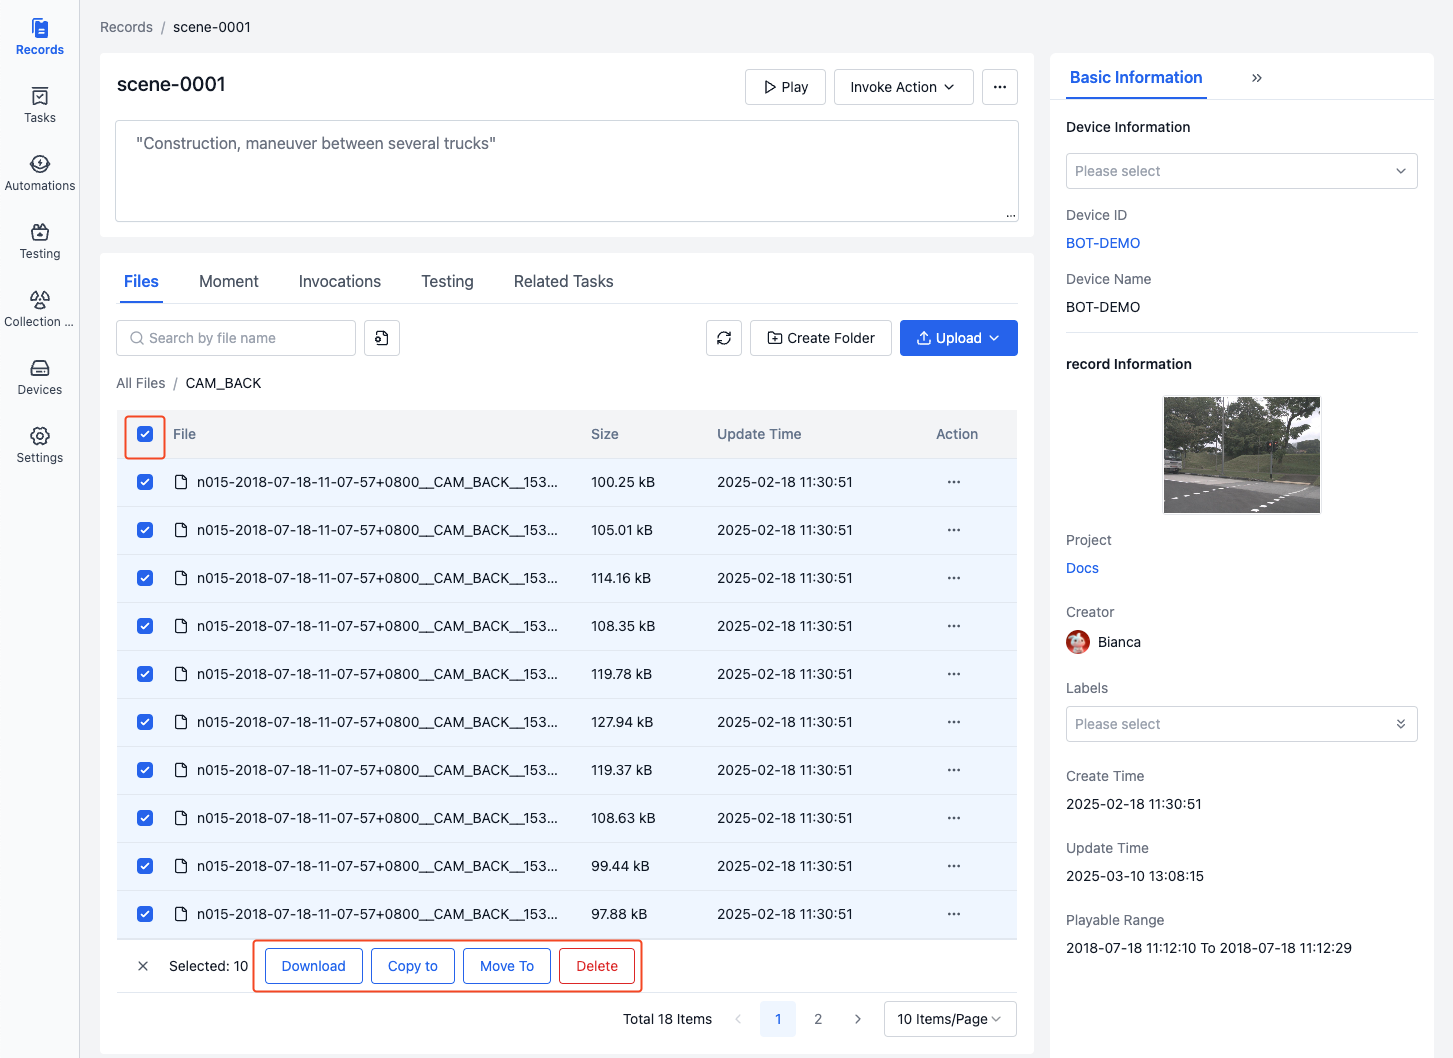 Records
Tasks
Automations
Testing
Collection ...
Devices
Settings
Records / scene-0001
scene-0001
Play
Invoke Action
...
"Construction, maneuver between several trucks"
...
Files
Moment
Invocations
Testing
Related Tasks
Search by file name
Create Folder
Upload
All Files / CAM_BACK
File Size Update Time Action
n015-2018-07-18-11-07-57+0800__CAM_BACK__153... 100.25 kB 2025-02-18 11:30:51 ...
n015-2018-07-18-11-07-57+0800__CAM_BACK__153... 105.01 kB 2025-02-18 11:30:51 ...
n015-2018-07-18-11-07-57+0800__CAM_BACK__153... 114.16 kB 2025-02-18 11:30:51 ...
n015-2018-07-18-11-07-57+0800__CAM_BACK__153... 108.35 kB 2025-02-18 11:30:51 ...
n015-2018-07-18-11-07-57+0800__CAM_BACK__153... 119.78 kB 2025-02-18 11:30:51 ...
n015-2018-07-18-11-07-57+0800__CAM_BACK__153... 127.94 kB 2025-02-18 11:30:51 ...
n015-2018-07-18-11-07-57+0800__CAM_BACK__153... 119.37 kB 2025-02-18 11:30:51 ...
n015-2018-07-18-11-07-57+0800__CAM_BACK__153... 108.63 kB 2025-02-18 11:30:51 ...
n015-2018-07-18-11-07-57+0800__CAM_BACK__153... 99.44 kB 2025-02-18 11:30:51 ...
n015-2018-07-18-11-07-57+0800__CAM_BACK__153... 97.88 kB 2025-02-18 11:30:51 ...
Selected: 10 Download Copy to Move To Delete
Total 18 Items 1 2 10 Items/Page
Basic Information
Device Information
Please select
Device ID
BOT-DEMO
Device Name
BOT-DEMO
record Information
Project
Docs
Creator
Bianca
Labels
Please select
Create Time
2025-02-18 11:30:51
Update Time
2025-03-10 13:08:15
Playable Range
2018-07-18 11:12:10 To 2018-07-18 11:12:29